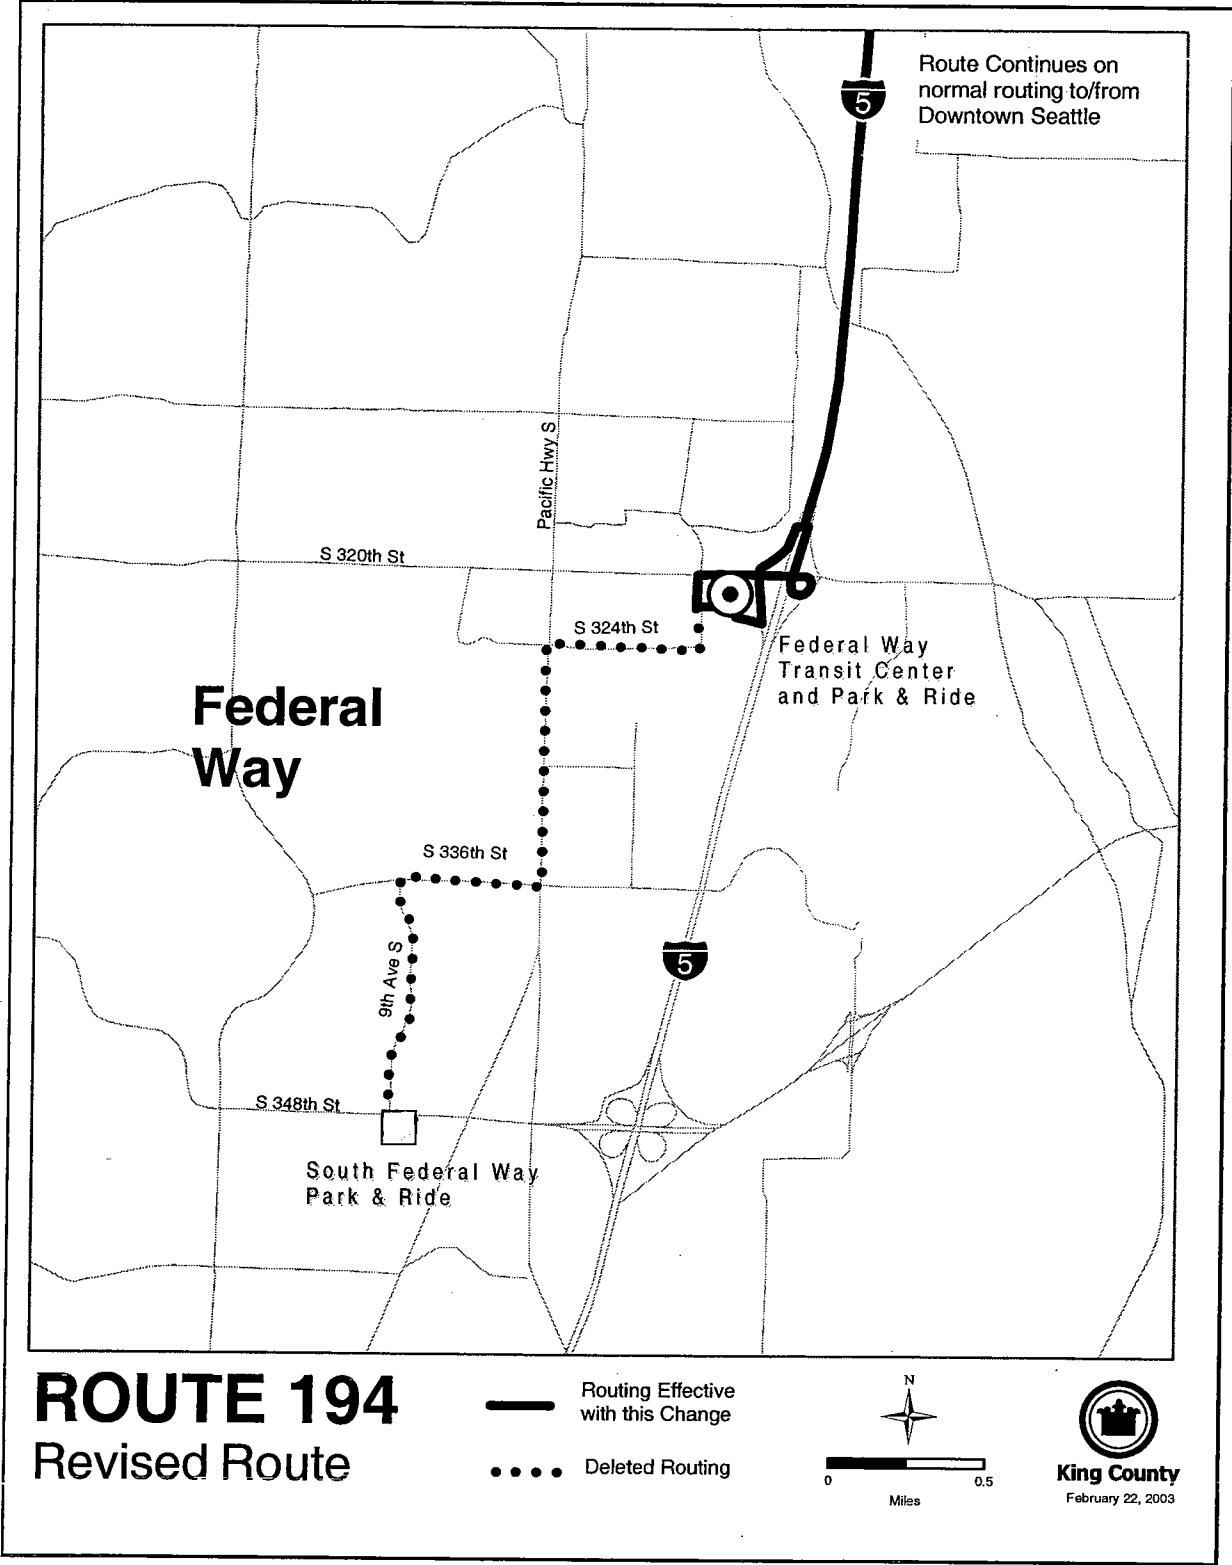 Route Continues on
normal routing to/from
Downtown Seattle
5
Pacific Hwy S
S 320th St
S 324th St
Federal Way
Transit Center
and Park & Ride
Federal
Way
S 336th St
9th Ave S
5
S 348th St
South Federal Way
Park & Ride
ROUTE 194
Revised Route
Routing Effective
with this Change
Deleted Routing
N
0
0.5
Miles
King County
February 22, 2003